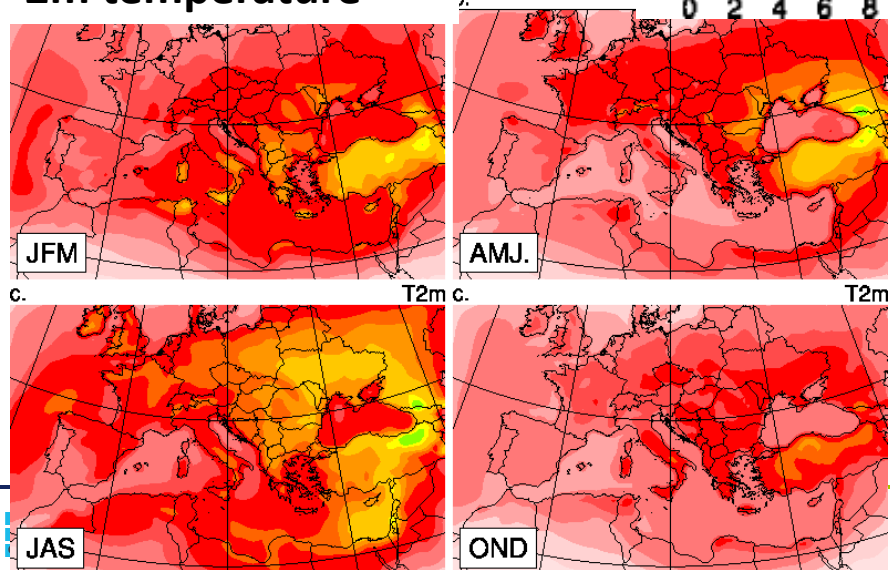 2m temperature
0 2 4 6 8
JFM
AMJ.
c. T2m c. T2m
JAS
OND